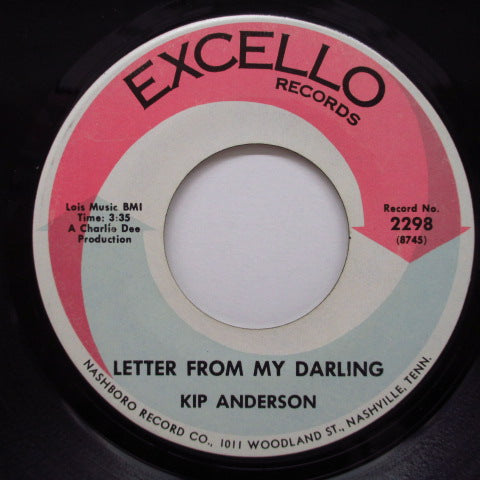 EXCELLO
RECORDS
Lois Music BMI
Time: 3:35
A Charlie Dee
Production
Record No.
2298
(8745)
LETTER FROM MY DARLING
KIP ANDERSON
NASHBORO RECORD CO., 1011 WOODLAND ST., NASHVILLE, TENN.